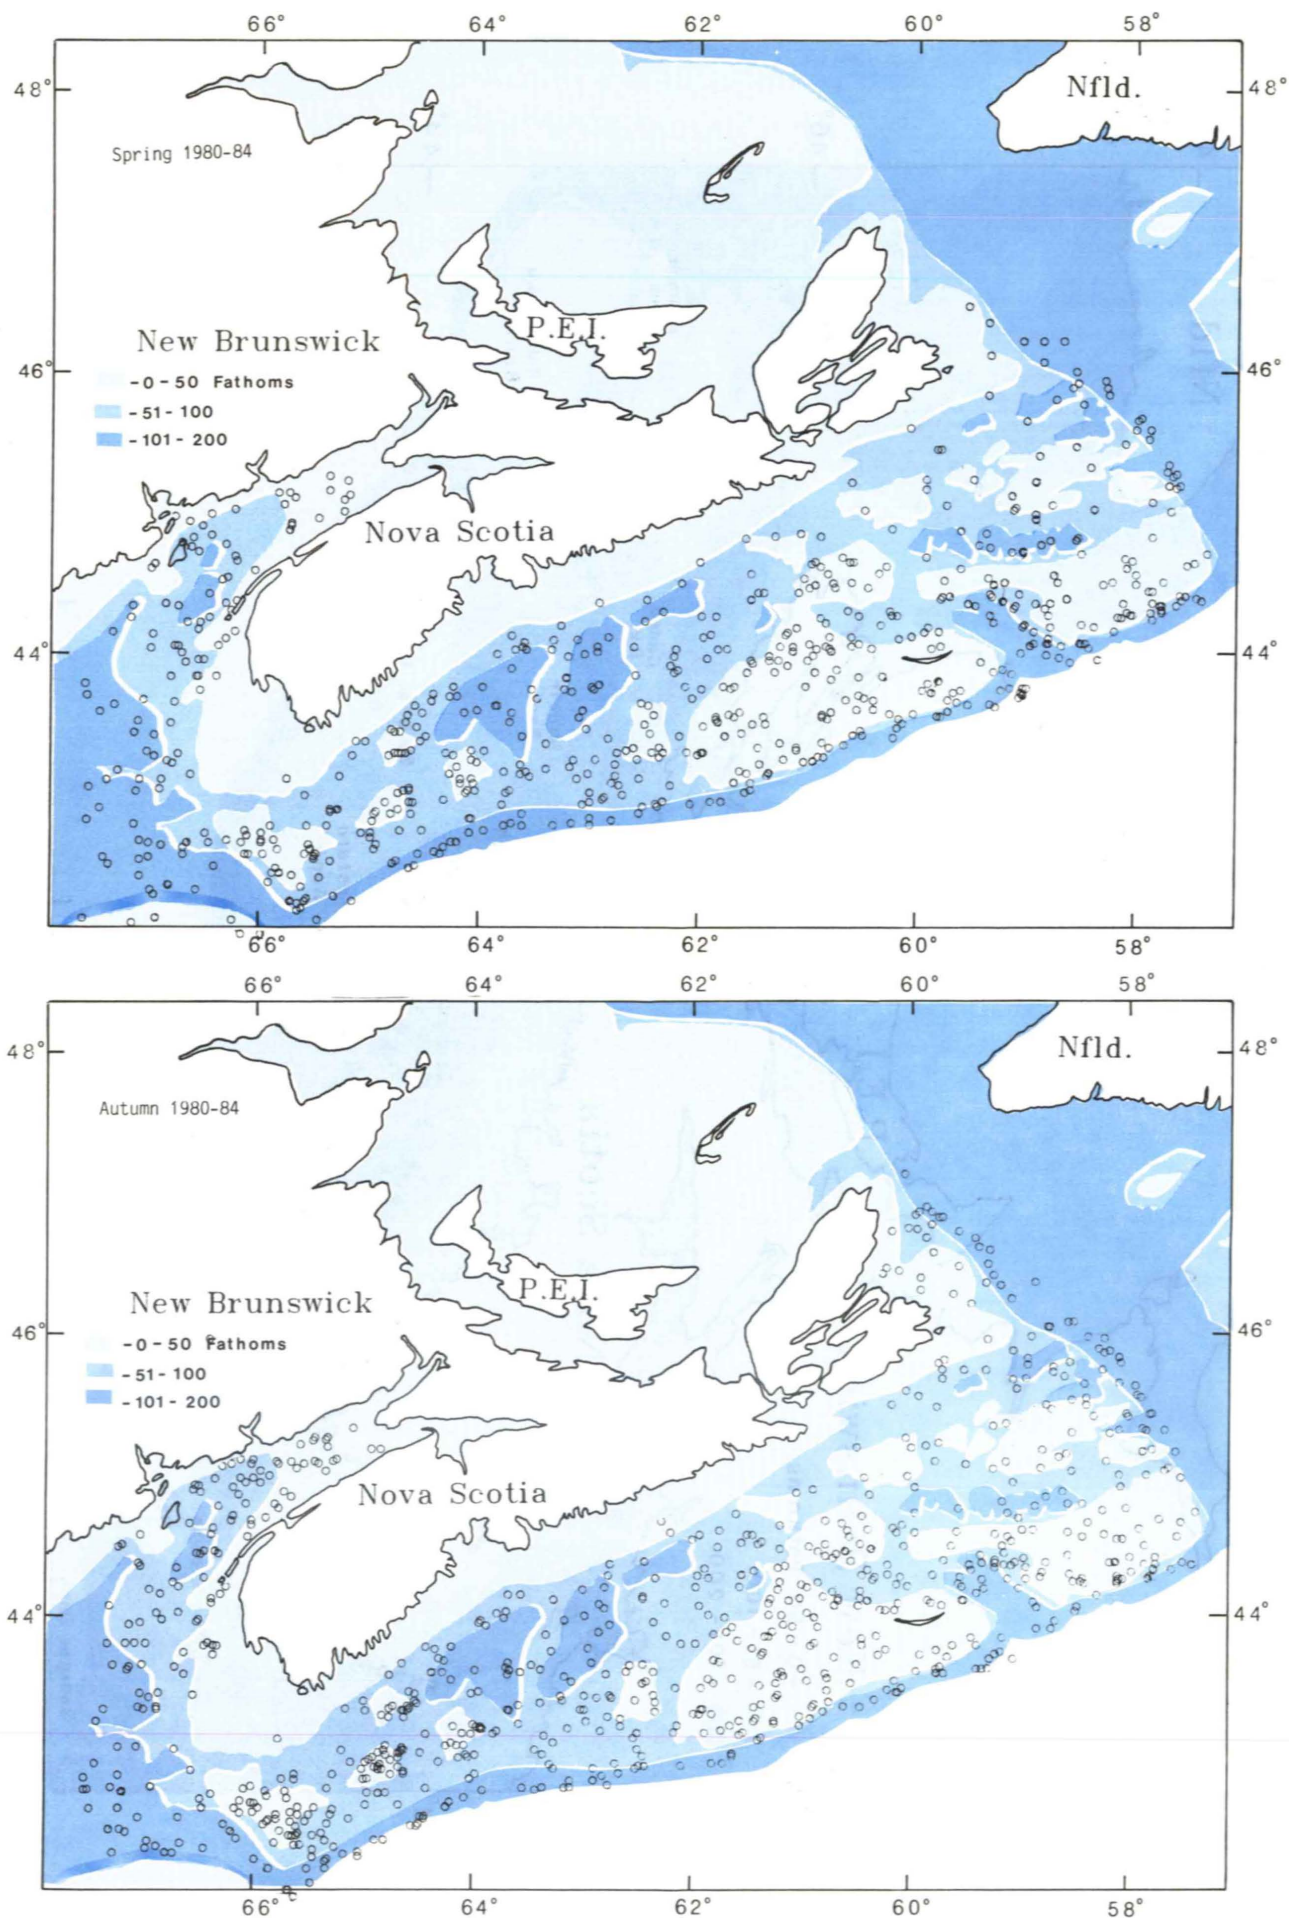 66° 64° 62° 60° 58°
48° 48°
Nfld.
Spring 1980-84
P.E.I.
New Brunswick
-0-50 Fathoms
46° 46°
-51-100
-101-200
Nova Scotia
44° 44°
66° 64° 62° 60° 58°
66° 64° 62° 60° 58°
48° 48°
Nfld.
Autumn 1980-84
P.E.I.
New Brunswick
-0-50 Fathoms
46° 46°
-51-100
-101-200
Nova Scotia
44° 44°
66° 64° 62° 60° 58°